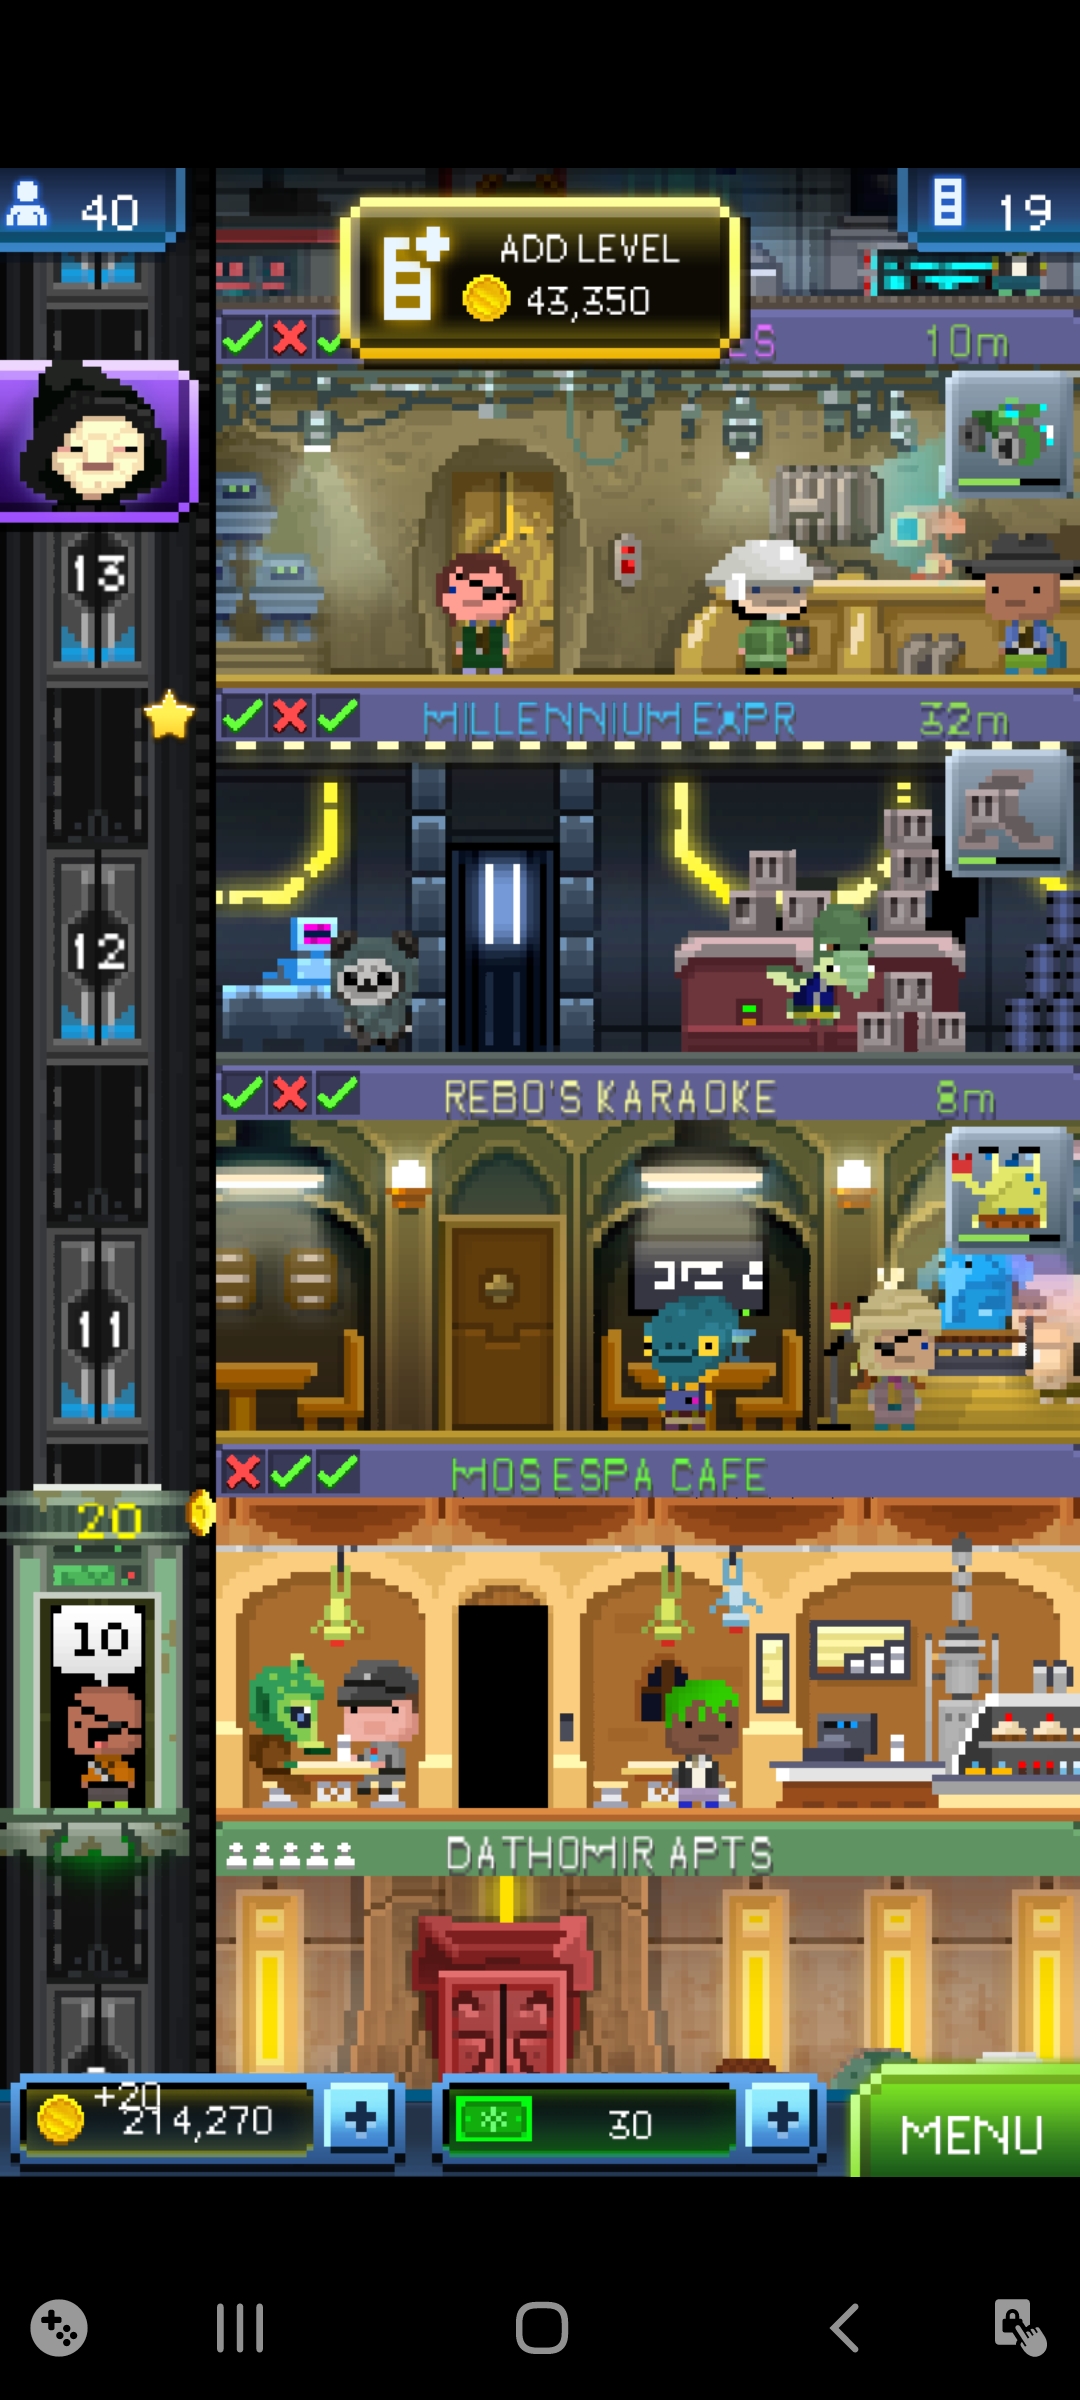 40
ADD LEVEL
43,350
19
10m
13
MILLENNIUM EXPR
32m
12
REBO'S KARAOKE
8m
11
MOS ESPA CAFE
20
10
DATHOMIR APTS
+20
214,270
30
MENU